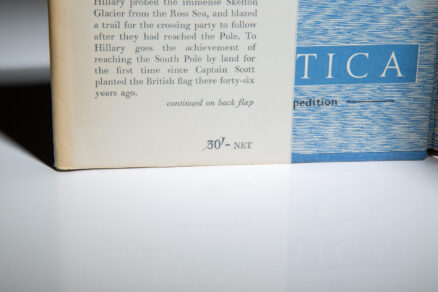 Hillary probed the immense Skelton
Glacier from the Ross Sea, and blazed
a trail for the crossing party to follow
after they had reached the Pole. To
Hillary goes the achievement of
reaching the South Pole by land for
the first time since Captain Scott
planted the British flag there forty-six
years ago.
continued on back flap
30/- NET
TICA
pedition